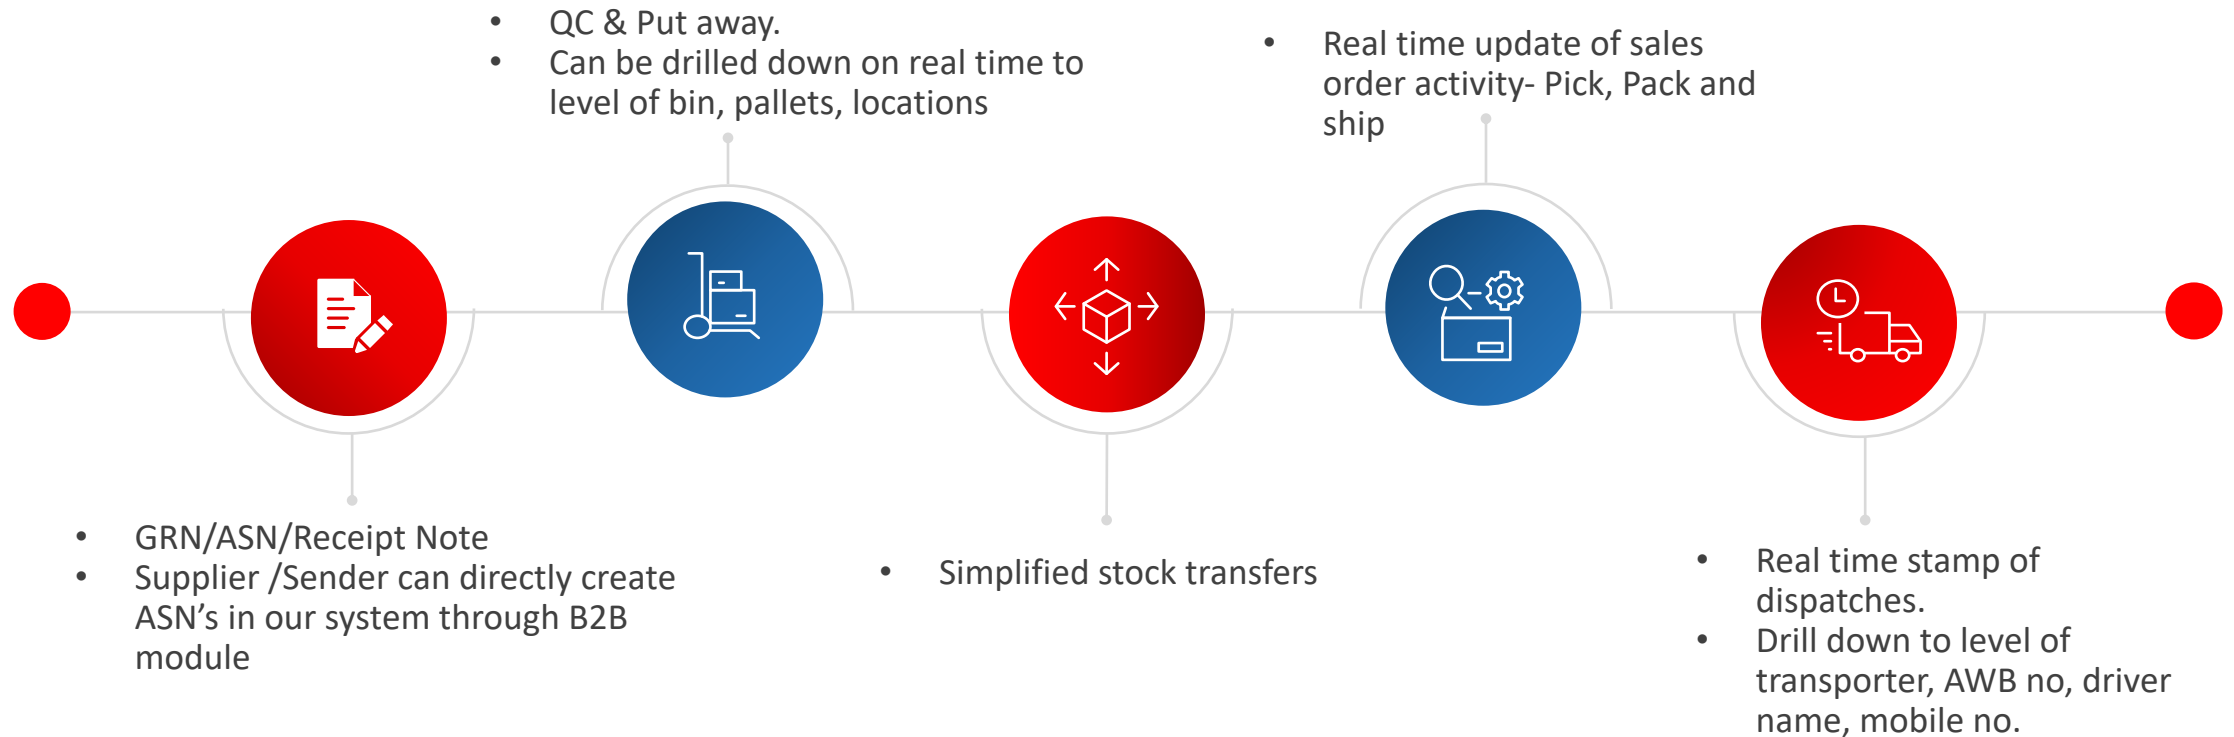 • QC & Put away.
• Can be drilled down on real time to
level of bin, pallets, locations
• Real time update of sales
order activity- Pick, Pack and
ship
• GRN/ASN/Receipt Note
• Supplier /Sender can directly create
ASN’s in our system through B2B
module
• Simplified stock transfers
• Real time stamp of
dispatches.
• Drill down to level of
transporter, AWB no, driver
name, mobile no.